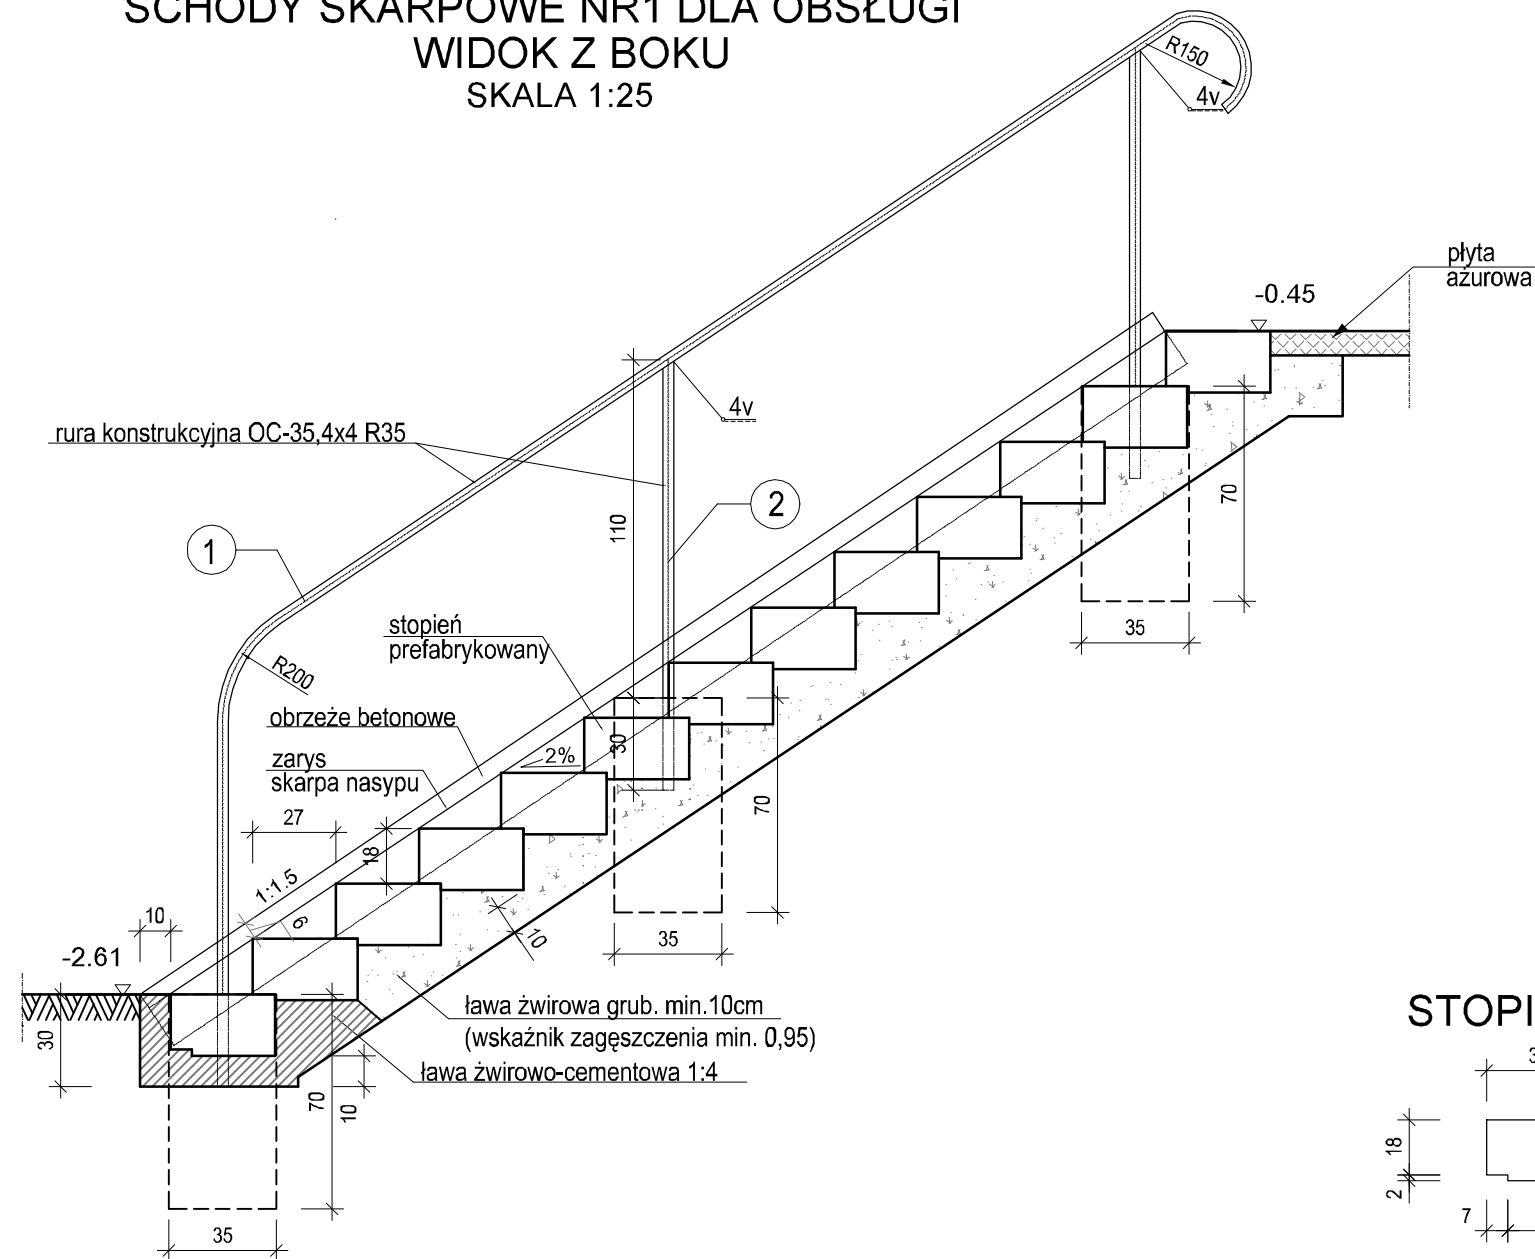 SCHODY SKARPOWE NR1 DLA OBSŁUGI
WIDOK Z BOKU
SKALA 1:25
R150
4v
płyta
ażurowa
-0.45
4v
rura konstrukcyjna OC-35,4x4 R35
70
2
110
1
35
stopień
prefabrykowany
R200
obrzeże betonowe
30
2%
zarys
skarpa nasypu
70
27
18
1:1.5
6
10
10
35
-2.61
ława żwirowa grub. min.10cm
(wskaźnik zagęszczenia min. 0,95)
30
ława żwirowo-cementowa 1:4
70
10
35
STOPI
3
18
2
7